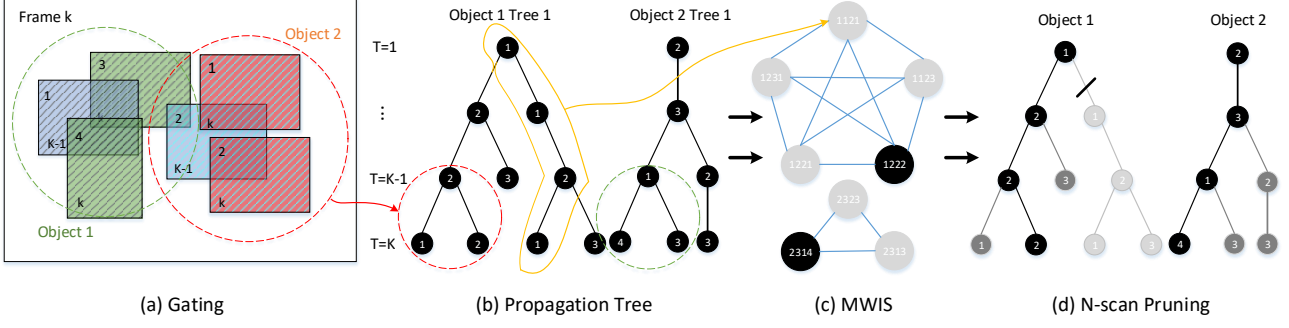 Frame k
Object 2
3
1
1
k
2
k
4
K-1
K-1
2
k
k
Object 1
(a) Gating
Object 1 Tree 1
Object 2 Tree 1
T=1
1
2
⋮
2
1
3
T=K-1
2
3
2
1
2
T=K
1
2
1
3
4
3
3
(b) Propagation Tree
1121
1231
1123
1221
1222
2323
2314
2313
(c) MWIS
Object 1
Object 2
1
2
2
1
3
2
3
2
1
2
1
2
1
3
4
3
3
(d) N-scan Pruning